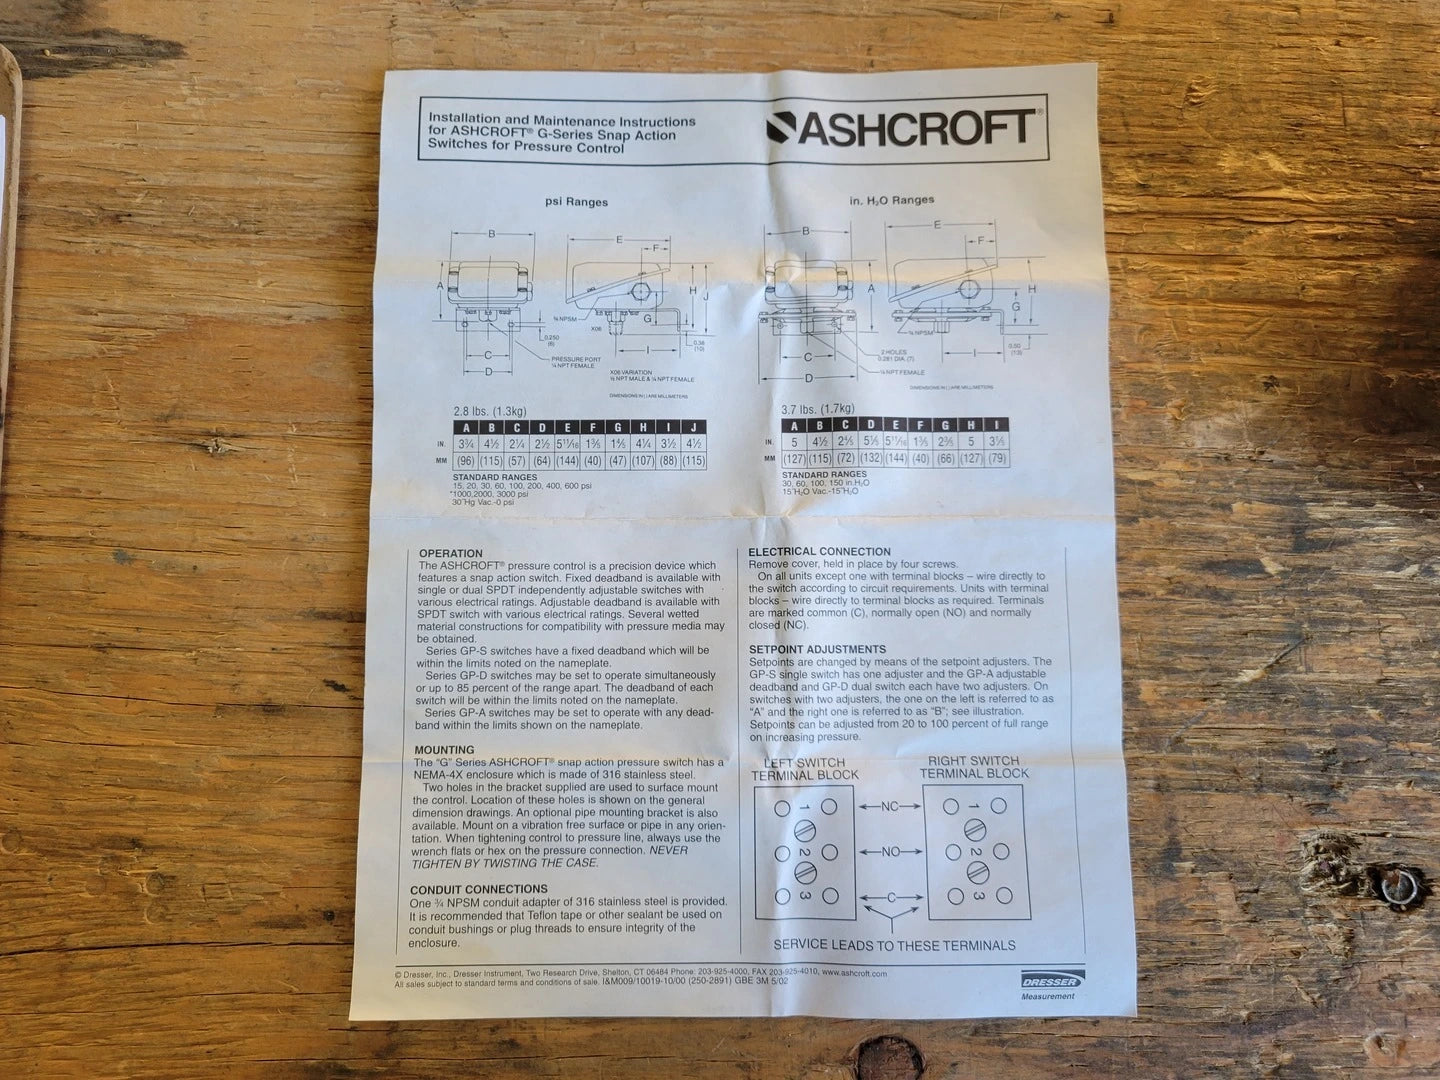 Installation and Maintenance Instructions
for ASHCROFT® G-Series Snap Action
Switches for Pressure Control
ASHCROFT®
psi Ranges
B
E
F
A
H
J
G
¾ NPSM
X06
0.250
(6)
C
D
I
0.38
(10)
PRESSURE PORT
¼ NPT FEMALE
X06 VARIATION
½ NPT MALE & ¼ NPT FEMALE
DIMENSIONS IN ( ) ARE MILLIMETERS
2.8 lbs. (1.3kg)
A B C D E F G H I J
IN. 3¾ 4½ 2¼ 2½ 5¹¹⁄₁₆ 1⅗ 1⅘ 4¼ 3½ 4½
MM (96) (115) (57) (64) (144) (40) (47) (107) (88) (115)
STANDARD RANGES
15, 20, 30, 60, 100, 200, 400, 600 psi
*1000,2000, 3000 psi
30"Hg Vac.-0 psi
in. H₂O Ranges
B
E
F
A
H
G
¾ NPSM
C
D
I
0.50
(13)
2 HOLES
0.281 DIA. (7)
¼ NPT FEMALE
DIMENSIONS IN ( ) ARE MILLIMETERS
3.7 lbs. (1.7kg)
A B C D E F G H I
IN. 5 4½ 2⅘ 5⅕ 5¹¹⁄₁₆ 1⅗ 2⅗ 5 3⅕
MM (127) (115) (72) (132) (144) (40) (66) (127) (79)
STANDARD RANGES
30, 60, 100, 150 in.H₂O
15"H₂O Vac.-15"H₂O
OPERATION
The ASHCROFT® pressure control is a precision device which
features a snap action switch. Fixed deadband is available with
single or dual SPDT independently adjustable switches with
various electrical ratings. Adjustable deadband is available with
SPDT switch with various electrical ratings. Several wetted
material constructions for compatibility with pressure media may
be obtained.
Series GP-S switches have a fixed deadband which will be
within the limits noted on the nameplate.
Series GP-D switches may be set to operate simultaneously
or up to 85 percent of the range apart. The deadband of each
switch will be within the limits noted on the nameplate.
Series GP-A switches may be set to operate with any dead-
band within the limits shown on the nameplate.
MOUNTING
The "G" Series ASHCROFT® snap action pressure switch has a
NEMA-4X enclosure which is made of 316 stainless steel.
Two holes in the bracket supplied are used to surface mount
the control. Location of these holes is shown on the general
dimension drawings. An optional pipe mounting bracket is also
available. Mount on a vibration free surface or pipe in any orien-
tation. When tightening control to pressure line, always use the
wrench flats or hex on the pressure connection. NEVER
TIGHTEN BY TWISTING THE CASE.
CONDUIT CONNECTIONS
One ¾ NPSM conduit adapter of 316 stainless steel is provided.
It is recommended that Teflon tape or other sealant be used on
conduit bushings or plug threads to ensure integrity of the
enclosure.
ELECTRICAL CONNECTION
Remove cover, held in place by four screws.
On all units except one with terminal blocks – wire directly to
the switch according to circuit requirements. Units with terminal
blocks – wire directly to terminal blocks as required. Terminals
are marked common (C), normally open (NO) and normally
closed (NC).
SETPOINT ADJUSTMENTS
Setpoints are changed by means of the setpoint adjusters. The
GP-S single switch has one adjuster and the GP-A adjustable
deadband and GP-D dual switch each have two adjusters. On
switches with two adjusters, the one on the left is referred to as
"A" and the right one is referred to as "B"; see illustration.
Setpoints can be adjusted from 20 to 100 percent of full range
on increasing pressure.
LEFT SWITCH
TERMINAL BLOCK
RIGHT SWITCH
TERMINAL BLOCK
1 NC 1
2 NO 2
3 C 3
SERVICE LEADS TO THESE TERMINALS
© Dresser, Inc., Dresser Instrument, Two Research Drive, Shelton, CT 06484 Phone: 203-925-4000, FAX 203-925-4010, www.ashcroft.com
All sales subject to standard terms and conditions of sale. I&M009/10019-10/00 (250-2891) GBE 3M 5/02
DRESSER
Measurement